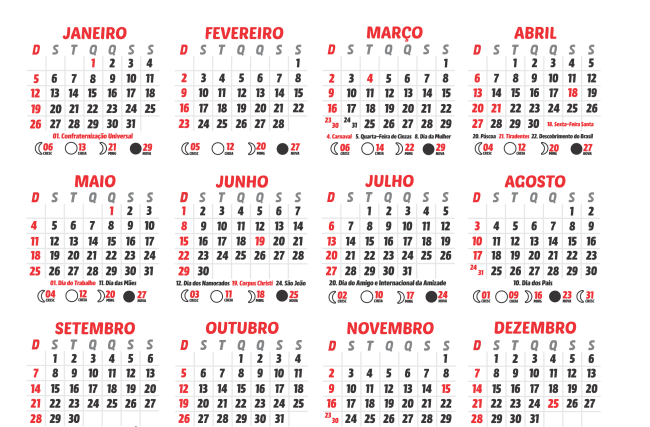 JANEIRO FEVEREIRO MARÇO ABRIL
D S T Q Q S S D S T Q Q S S D S T Q Q S S D S T Q Q S S
1 2 3 4 1 1 1 2 3 4 5
5 6 7 8 9 10 11 2 3 4 5 6 7 8 2 3 4 5 6 7 8 6 7 8 9 10 11 12
12 13 14 15 16 17 18 9 10 11 12 13 14 15 9 10 11 12 13 14 15 13 14 15 16 17 18 19
19 20 21 22 23 24 25 16 17 18 19 20 21 22 16 17 18 19 20 21 22 20 21 22 23 24 25 26
26 27 28 29 30 31 23 24 25 26 27 28 23/30 24/31 25 26 27 28 29 27 28 29 30 18. Sexta-Feira Santa
01. Confraternização Universal 4. Carnaval 5. Quarta-Feira de Cinzas 8. Dia da Mulher 20. Páscoa 21. Tiradentes 22. Descobrimento do Brasil
06 CRESC 13 CHEIA 21 MING 29 NOVA 05 CRESC 12 CHEIA 20 MING 27 NOVA 06 CRESC 14 CHEIA 22 MING 29 NOVA 04 CRESC 12 CHEIA 20 MING 27 NOVA
MAIO JUNHO JULHO AGOSTO
D S T Q Q S S D S T Q Q S S D S T Q Q S S D S T Q Q S S
1 2 3 1 2 3 4 5 6 7 1 2 3 4 5 1 2
4 5 6 7 8 9 10 8 9 10 11 12 13 14 6 7 8 9 10 11 12 3 4 5 6 7 8 9
11 12 13 14 15 16 17 15 16 17 18 19 20 21 13 14 15 16 17 18 19 10 11 12 13 14 15 16
18 19 20 21 22 23 24 22 23 24 25 26 27 28 20 21 22 23 24 25 26 17 18 19 20 21 22 23
25 26 27 28 29 30 31 29 30 27 28 29 30 31 24/31 25 26 27 28 29 30
01. Dia do Trabalho 11. Dia das Mães 12. Dia dos Namorados 19. Corpus Christi 24. São João 20. Dia do Amigo e Internacional da Amizade 10. Dia dos Pais
04 CRESC 12 CHEIA 20 MING 27 NOVA 03 CRESC 11 CHEIA 18 MING 25 NOVA 02 CRESC 10 CHEIA 17 MING 24 NOVA 01 CRESC 09 CHEIA 16 MING 23 NOVA 31 CRESC
SETEMBRO OUTUBRO NOVEMBRO DEZEMBRO
D S T Q Q S S D S T Q Q S S D S T Q Q S S D S T Q Q S S
1 2 3 4 5 6 1 2 3 4 1 1 2 3 4 5 6
7 8 9 10 11 12 13 5 6 7 8 9 10 11 2 3 4 5 6 7 8 7 8 9 10 11 12 13
14 15 16 17 18 19 20 12 13 14 15 16 17 18 9 10 11 12 13 14 15 14 15 16 17 18 19 20
21 22 23 24 25 26 27 19 20 21 22 23 24 25 16 17 18 19 20 21 22 21 22 23 24 25 26 27
28 29 30 26 27 28 29 30 31 23/30 24 25 26 27 28 29 28 29 30 31